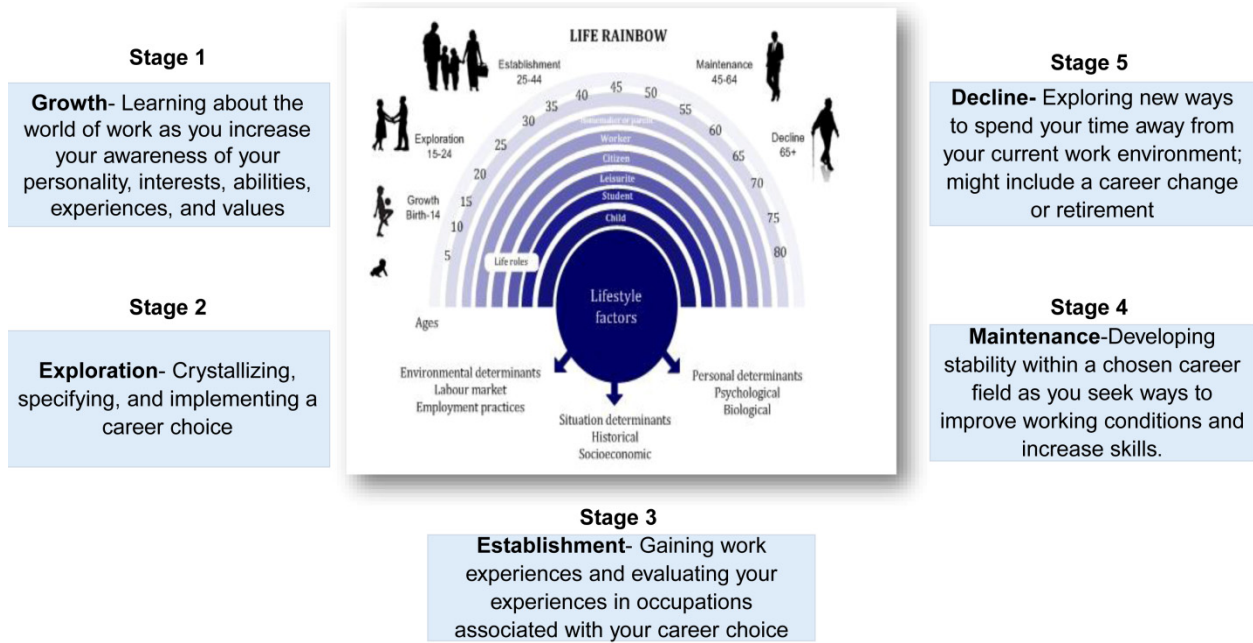 Stage 1
Growth- Learning about the
world of work as you increase
your awareness of your
personality, interests, abilities,
experiences, and values
Stage 2
Exploration- Crystallizing,
specifying, and implementing a
career choice
LIFE RAINBOW
Establishment
25-44
Maintenance
45-64
Exploration
15-24
Decline
65+
Growth
Birth-14
5
10
15
20
25
30
35
40
45
50
55
60
65
70
75
80
Homemaker or parent
Worker
Citizen
Leisurite
Student
Child
Life roles
Lifestyle
factors
Ages
Environmental determinants
Labour market
Employment practices
Situation determinants
Historical
Socioeconomic
Personal determinants
Psychological
Biological
Stage 3
Establishment- Gaining work
experiences and evaluating your
experiences in occupations
associated with your career choice
Stage 5
Decline- Exploring new ways
to spend your time away from
your current work environment;
might include a career change
or retirement
Stage 4
Maintenance-Developing
stability within a chosen career
field as you seek ways to
improve working conditions and
increase skills.